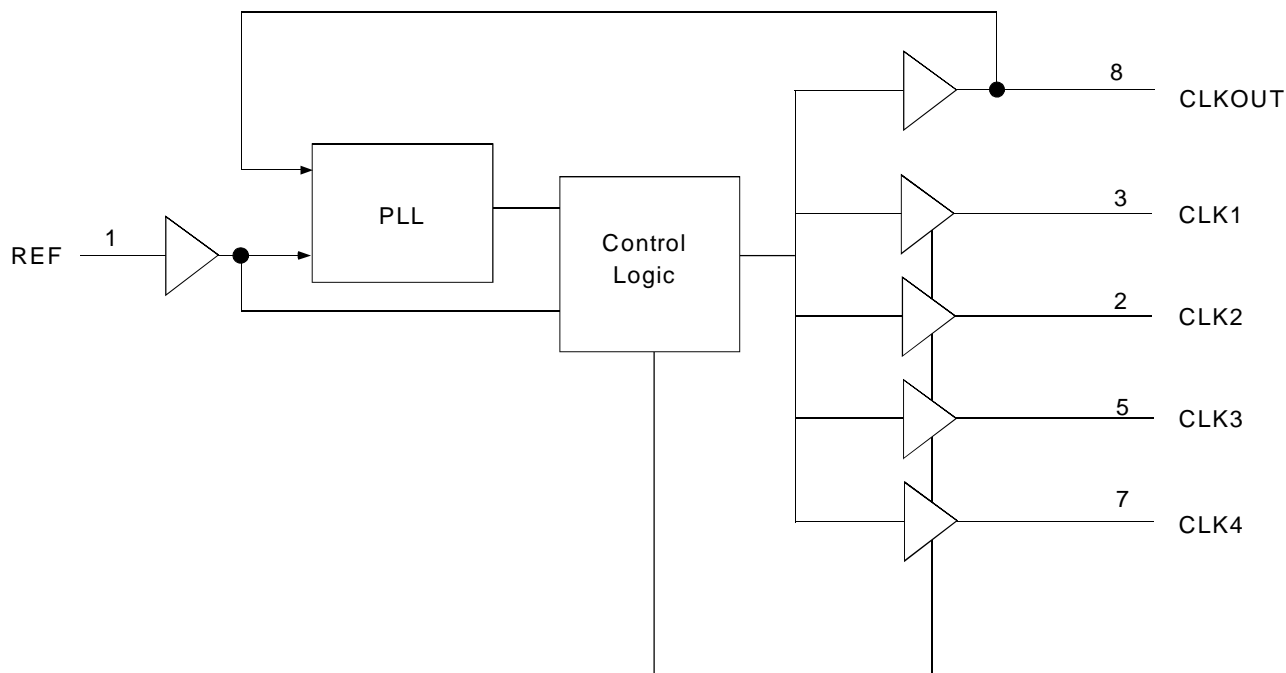 8
CLKOUT
PLL
3
CLK1
1
REF
Control
Logic
2
CLK2
5
CLK3
7
CLK4